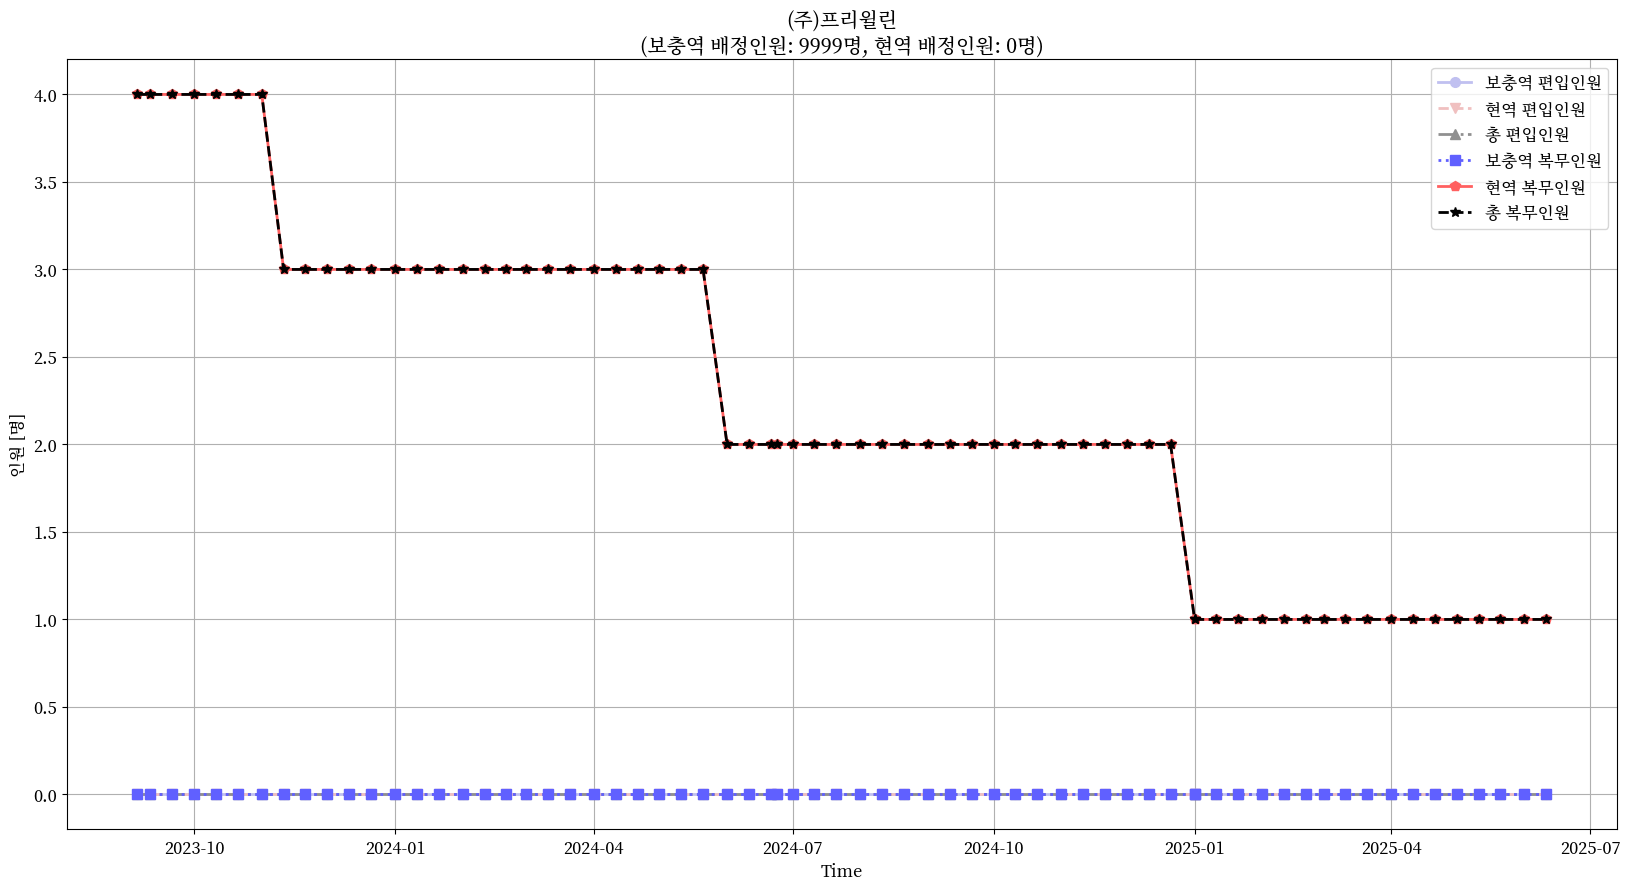 (주)프리윌린
(보충역 배정인원: 9999명, 현역 배정인원: 0명)
보충역 편입인원
현역 편입인원
총 편입인원
보충역 복무인원
현역 복무인원
총 복무인원
인원 [명]
4.0
3.5
3.0
2.5
2.0
1.5
1.0
0.5
0.0
2023-10
2024-01
2024-04
2024-07
2024-10
2025-01
2025-04
2025-07
Time